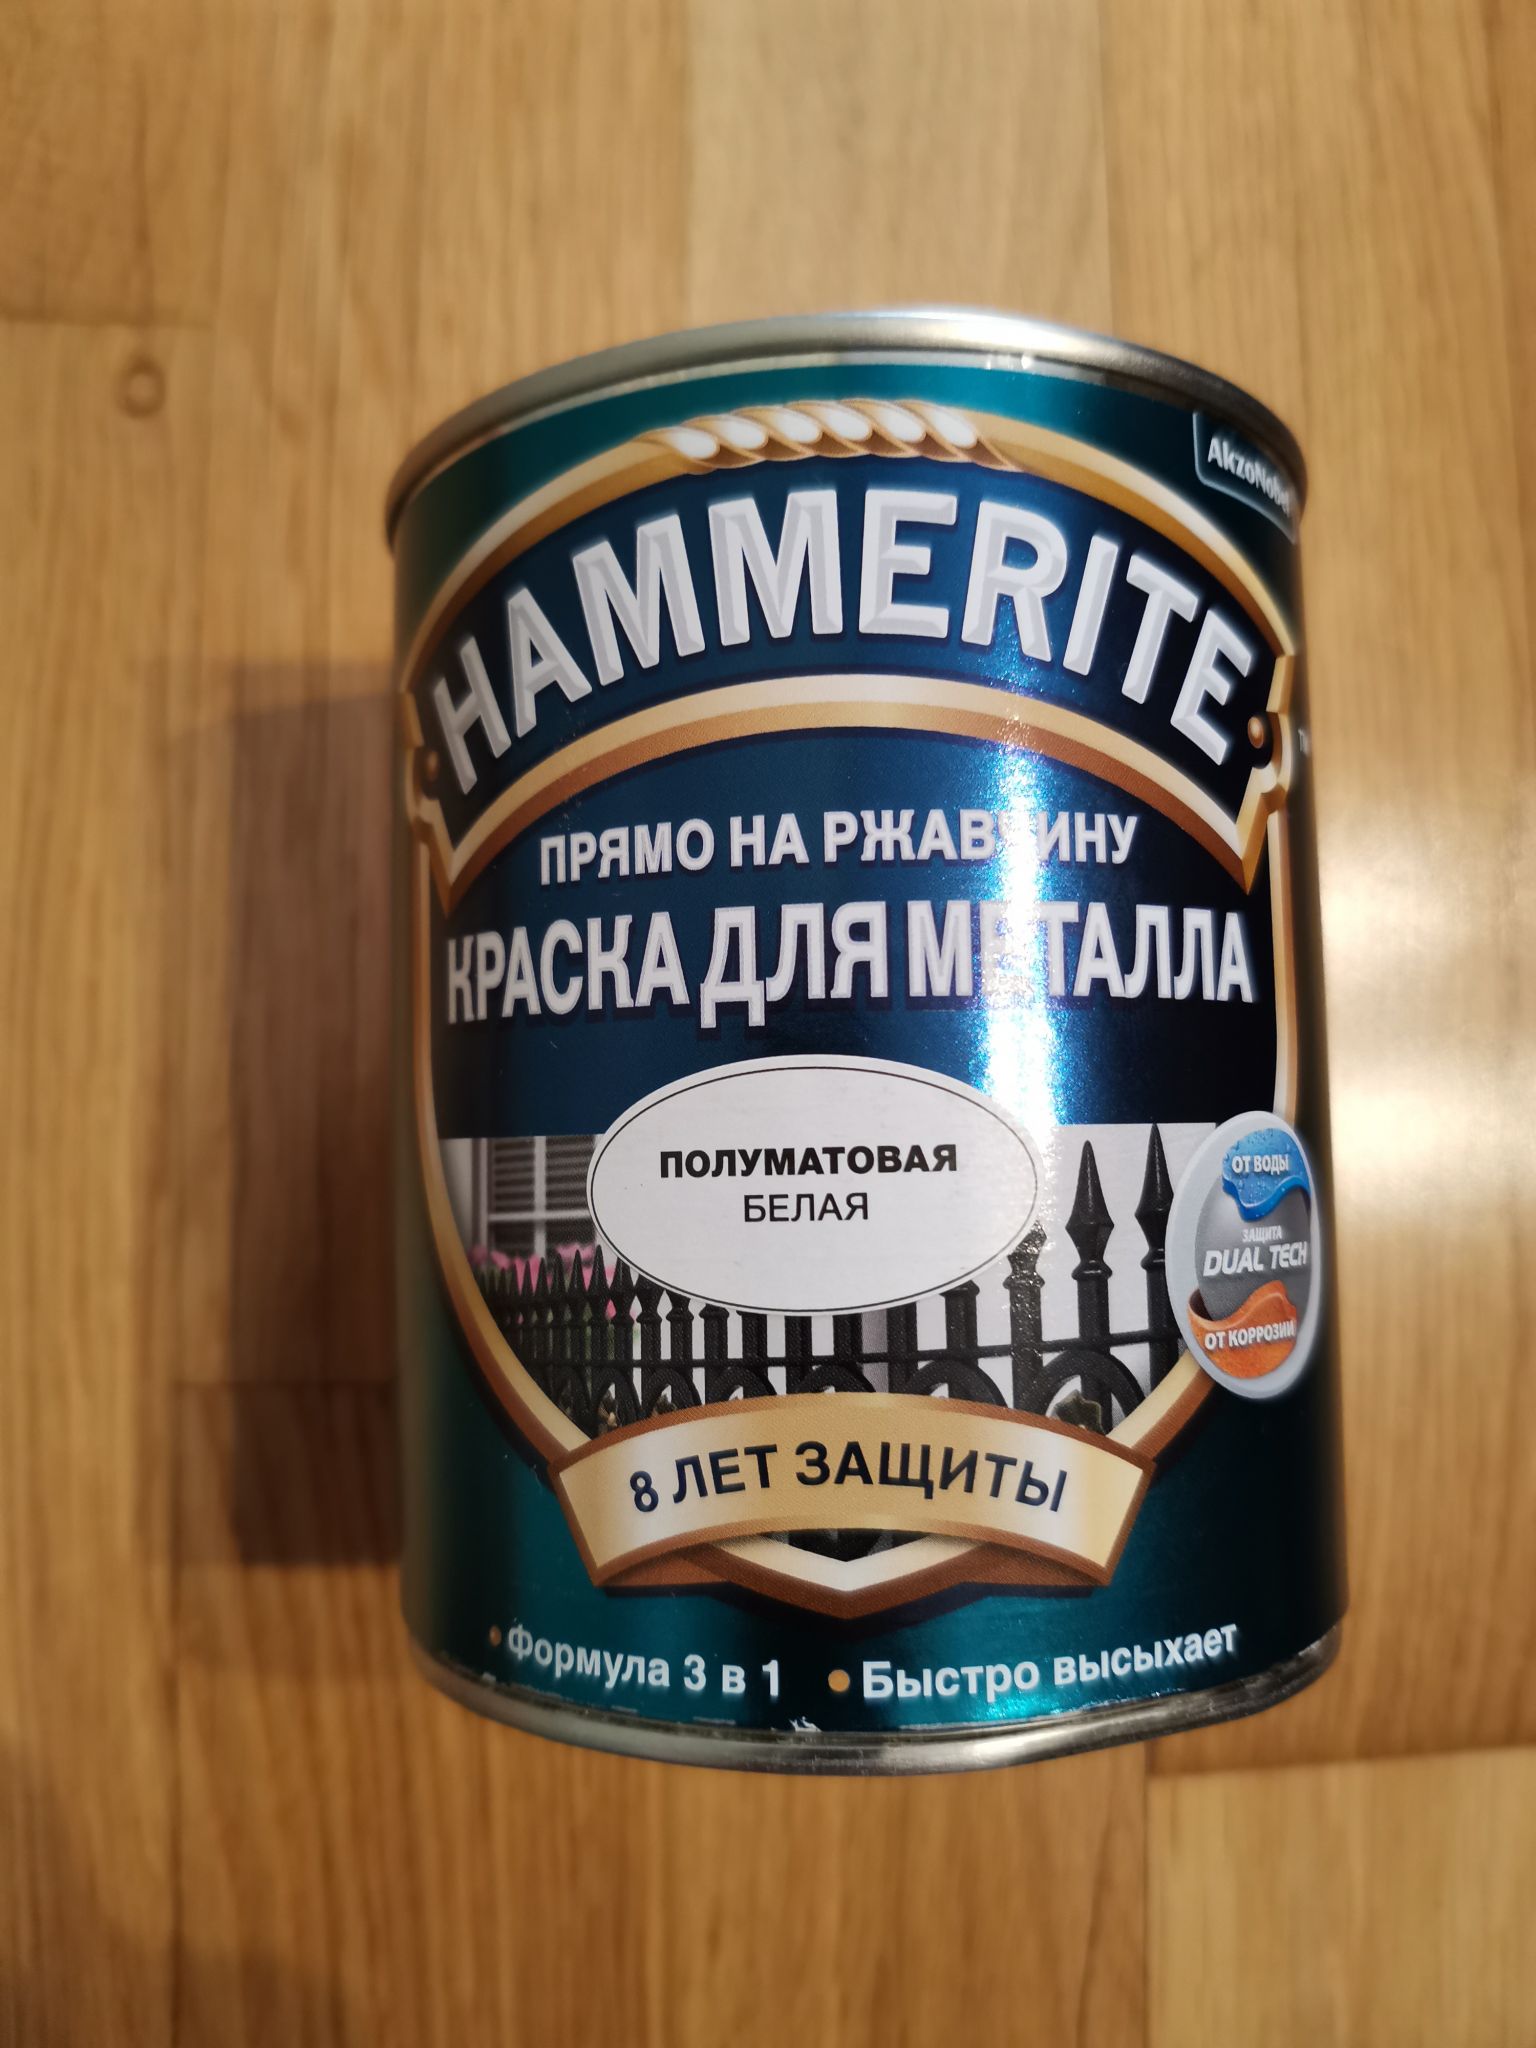 AkzoNobel
HAMMERITE
ПРЯМО НА РЖАВЧИНУ
КРАСКА ДЛЯ МЕТАЛЛА
ПОЛУМАТОВАЯ
БЕЛАЯ
ОТ ВОДЫ
ЗАЩИТА
DUAL TECH
ОТ КОРРОЗИИ
8 ЛЕТ ЗАЩИТЫ
• Формула 3 в 1 • Быстро высыхает